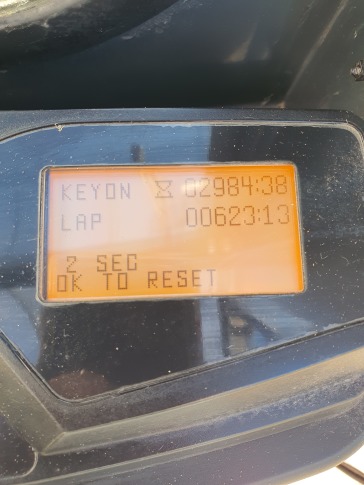 KEYON 02984:38
LAP 00623:13
2 SEC
OK TO RESET